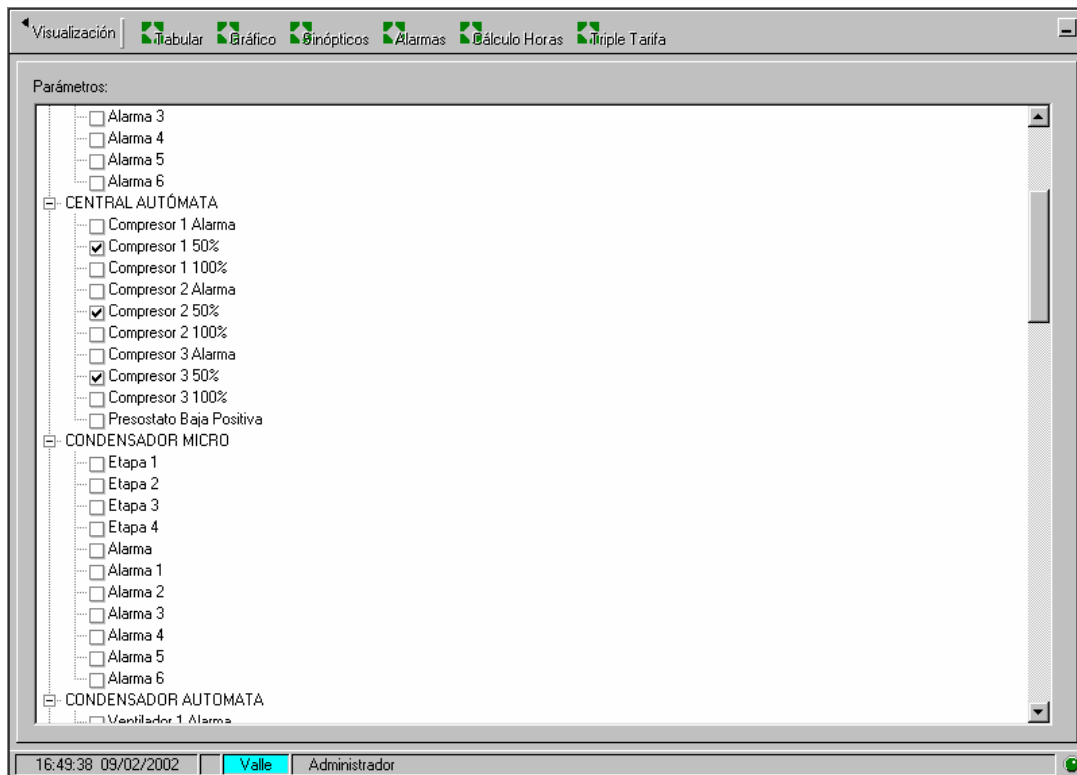 Visualización Tabular Gráfico Sinópticos Alarmas Cálculo Horas Triple Tarifa
Parámetros:
Alarma 3
Alarma 4
Alarma 5
Alarma 6
CENTRAL AUTÓMATA
Compresor 1 Alarma
Compresor 1 50%
Compresor 1 100%
Compresor 2 Alarma
Compresor 2 50%
Compresor 2 100%
Compresor 3 Alarma
Compresor 3 50%
Compresor 3 100%
Presostato Baja Positiva
CONDENSADOR MICRO
Etapa 1
Etapa 2
Etapa 3
Etapa 4
Alarma
Alarma 1
Alarma 2
Alarma 3
Alarma 4
Alarma 5
Alarma 6
CONDENSADOR AUTOMATA
Ventilador 1 Alarma
16:49:38 09/02/2002 Valle Administrador